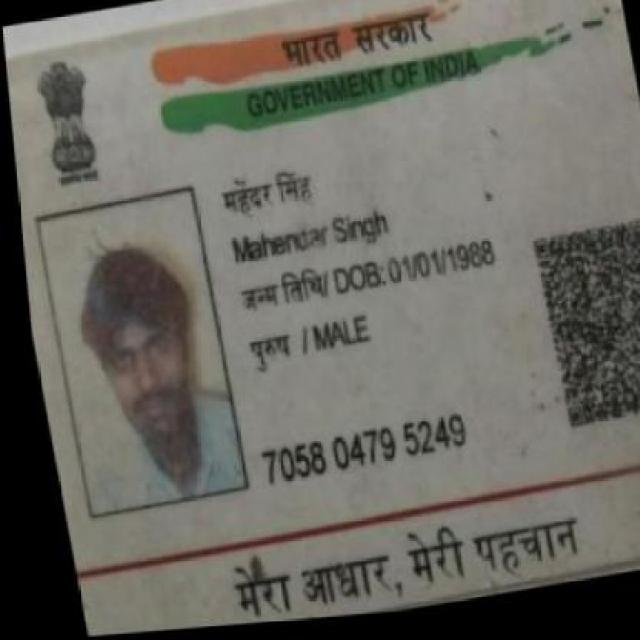 भारत सरकार
GOVERNMENT OF INDIA
महेंदर सिंह
Mahendar Singh
जन्म तिथि/ DOB: 01/01/1988
पुरुष / MALE
7058 0479 5249
मेरा आधार, मेरी पहचान